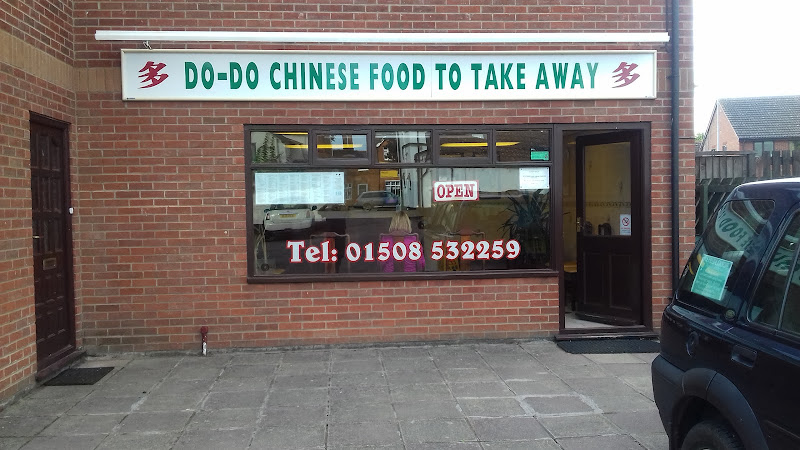 多 DO-DO CHINESE FOOD TO TAKE AWAY 多
OPEN
Tel: 01508 532259